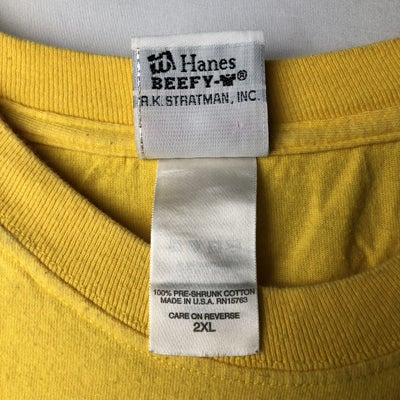 Hanes
BEEFY-T®
R.K. STRATMAN, INC.
100% PRE-SHRUNK COTTON
MADE IN U.S.A. RN15763
CARE ON REVERSE
2XL